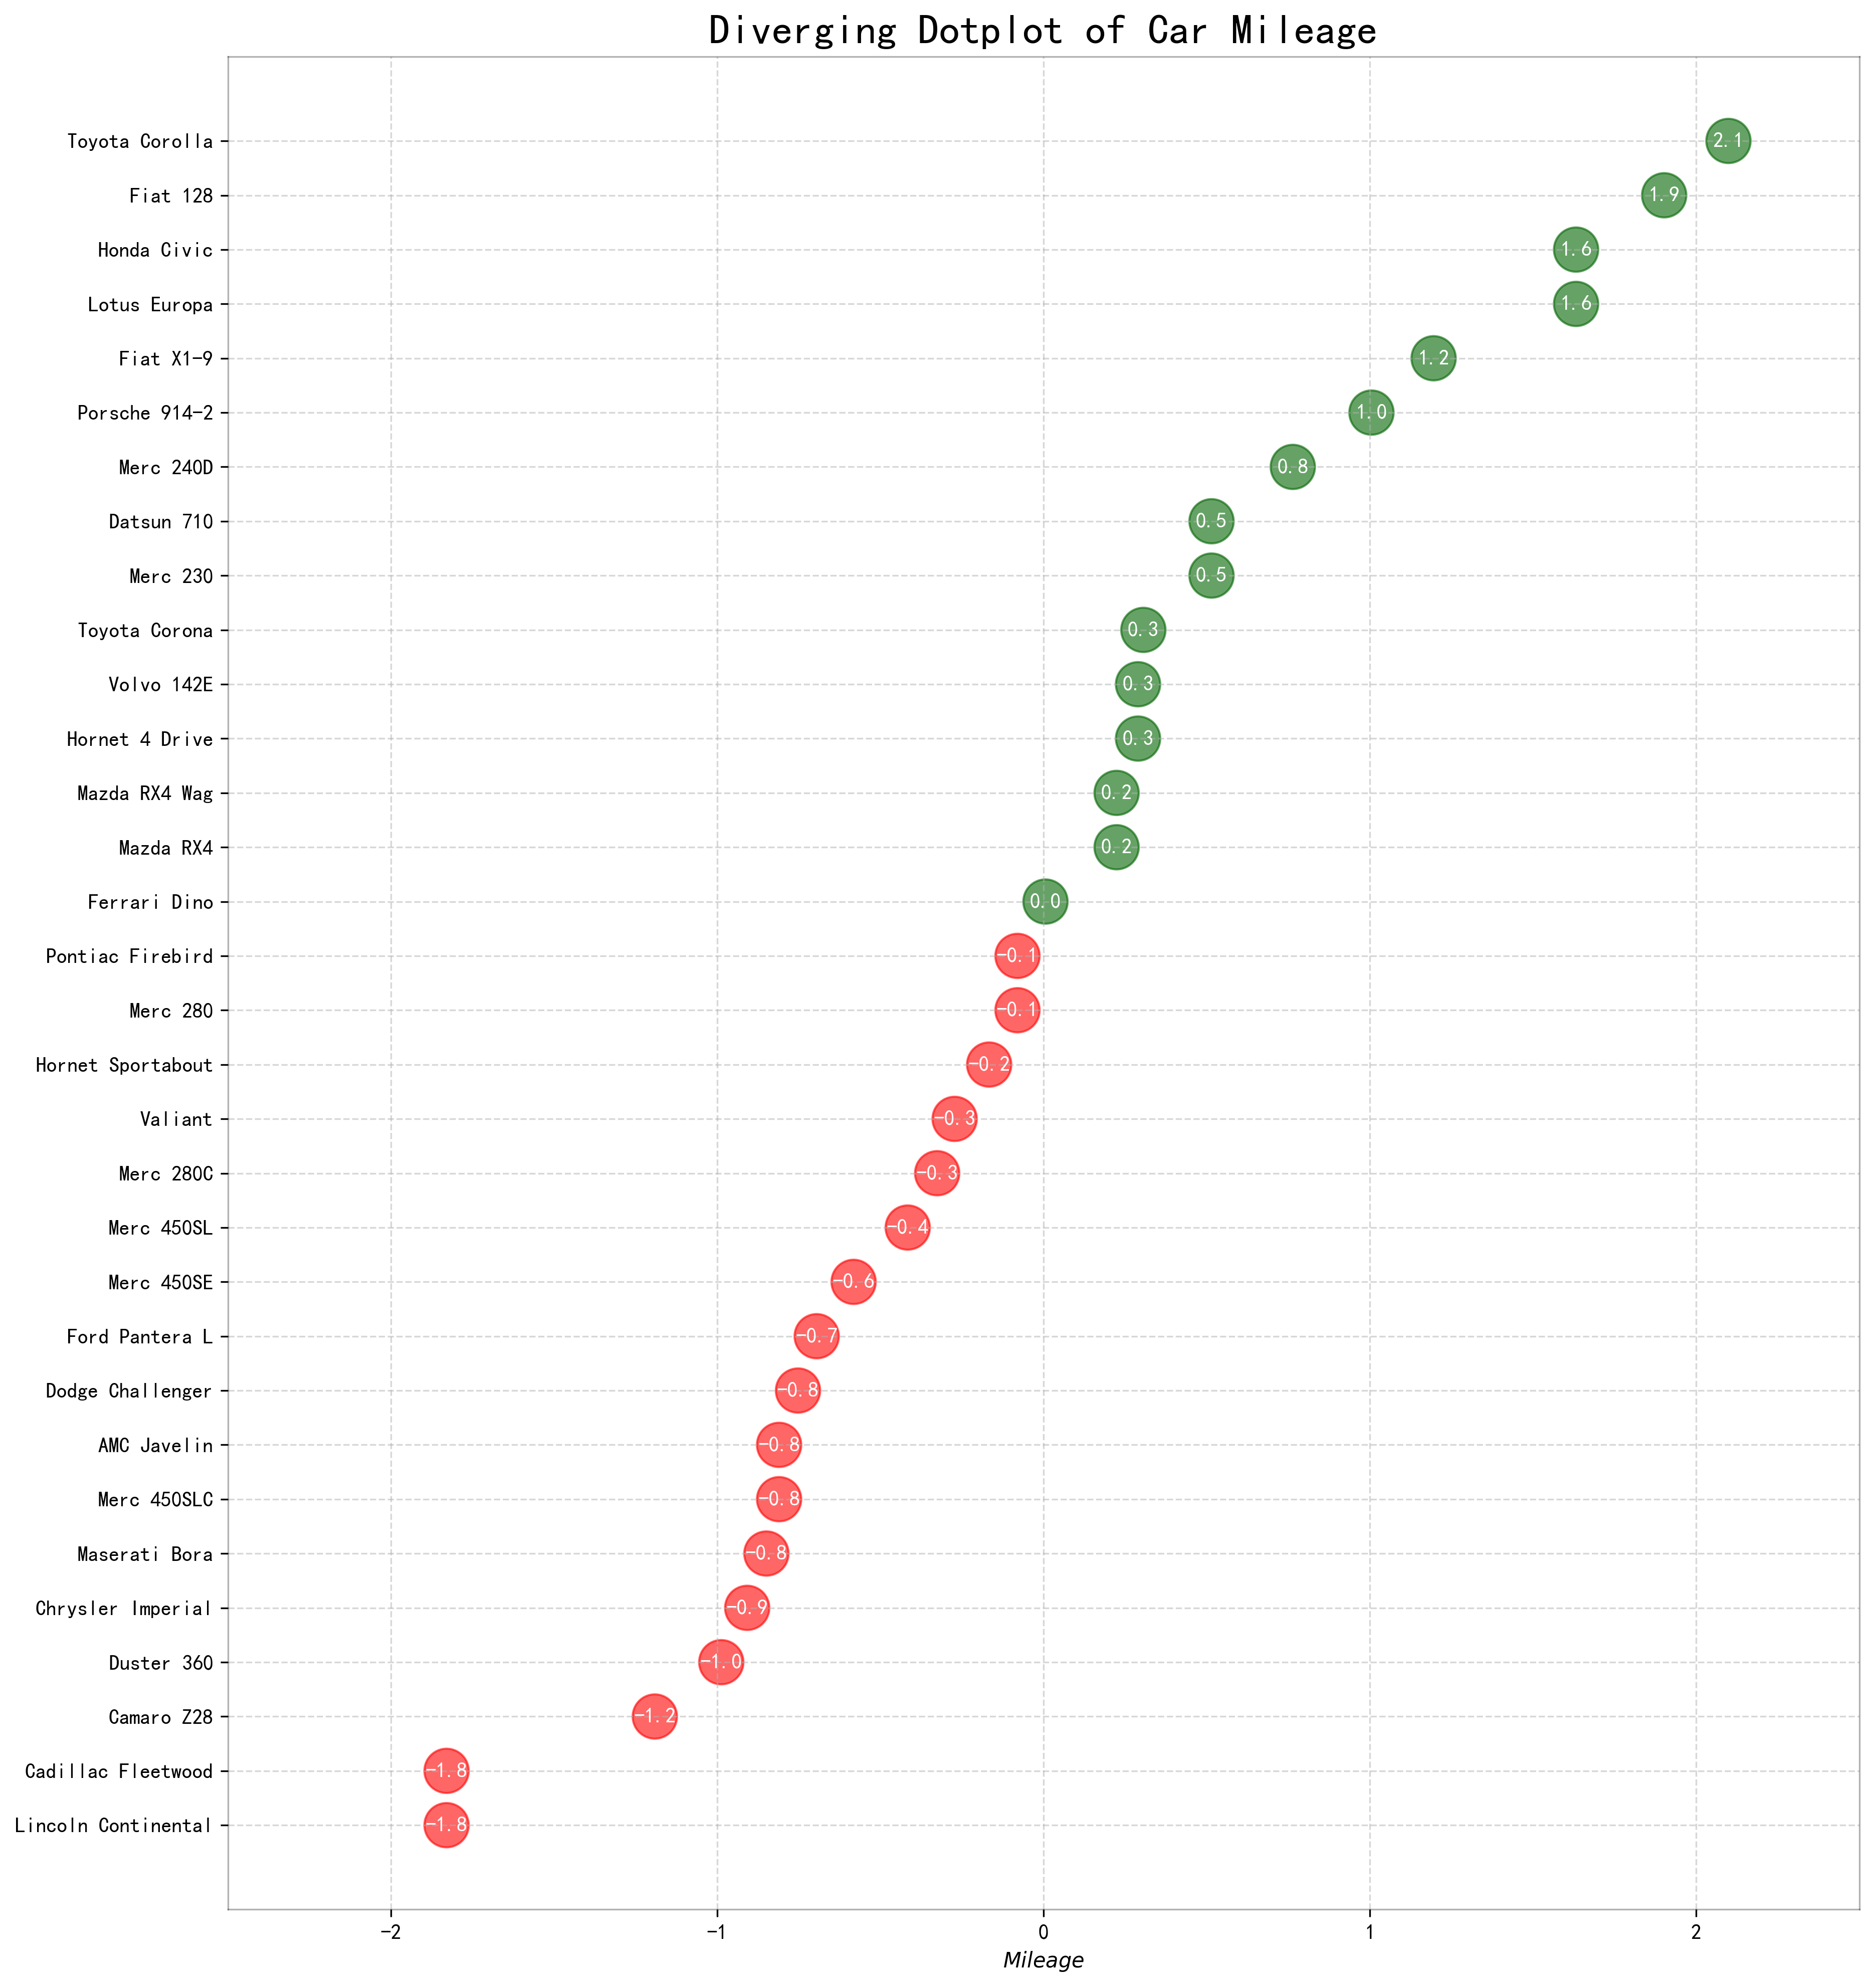 Diverging Dotplot of Car Mileage
Toyota Corolla 2.1
Fiat 128 1.9
Honda Civic 1.6
Lotus Europa 1.6
Fiat X1-9 1.2
Porsche 914-2 1.0
Merc 240D 0.8
Datsun 710 0.5
Merc 230 0.5
Toyota Corona 0.3
Volvo 142E 0.3
Hornet 4 Drive 0.3
Mazda RX4 Wag 0.2
Mazda RX4 0.2
Ferrari Dino 0.0
Pontiac Firebird −0.1
Merc 280 −0.1
Hornet Sportabout −0.2
Valiant −0.3
Merc 280C −0.3
Merc 450SL −0.4
Merc 450SE −0.6
Ford Pantera L −0.7
Dodge Challenger −0.8
AMC Javelin −0.8
Merc 450SLC −0.8
Maserati Bora −0.8
Chrysler Imperial −0.9
Duster 360 −1.0
Camaro Z28 −1.2
Cadillac Fleetwood −1.8
Lincoln Continental −1.8
−2 −1 0 1 2
Mileage